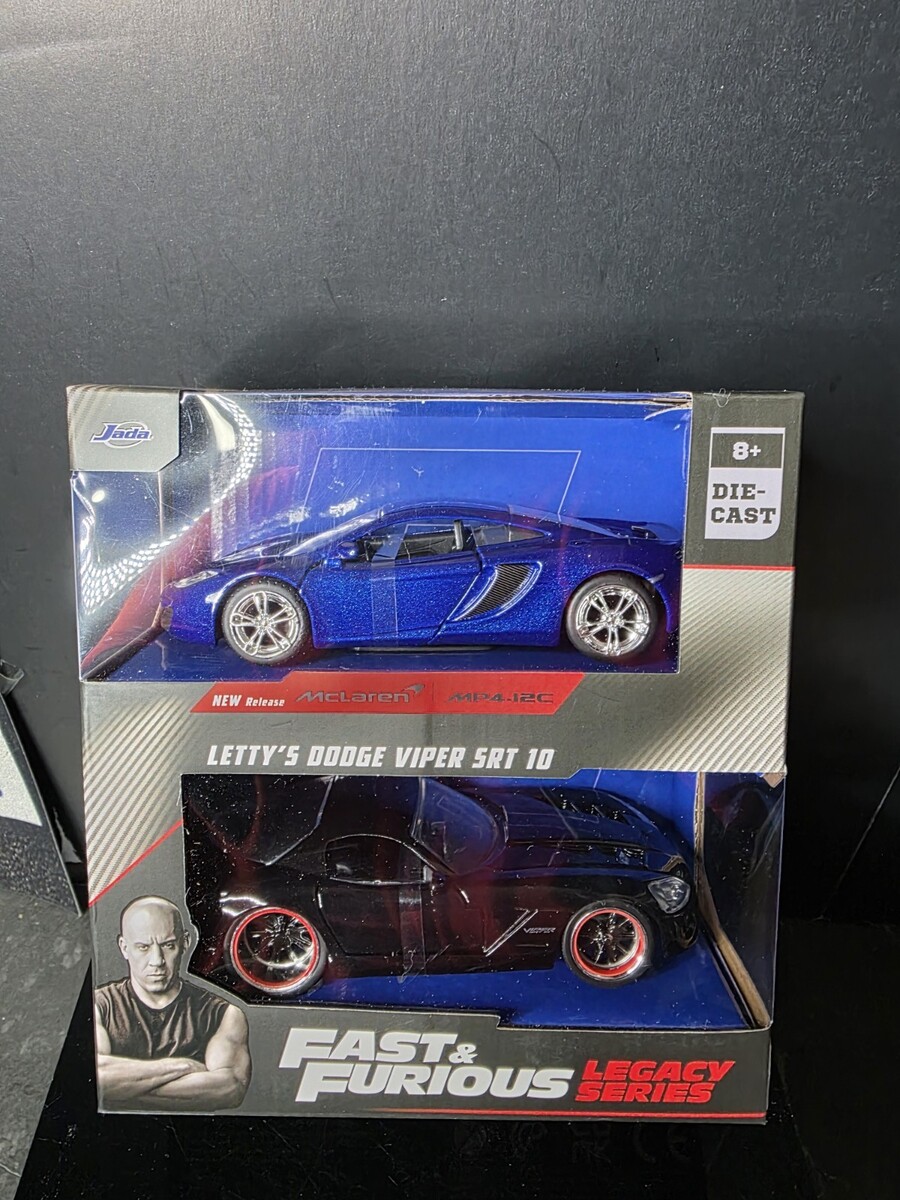 Jada
8+
DIE-
CAST
NEW Release McLaren MP4-12C
LETTY'S DODGE VIPER SRT 10
VIPER
FAST &
FURIOUS
LEGACY
SERIES